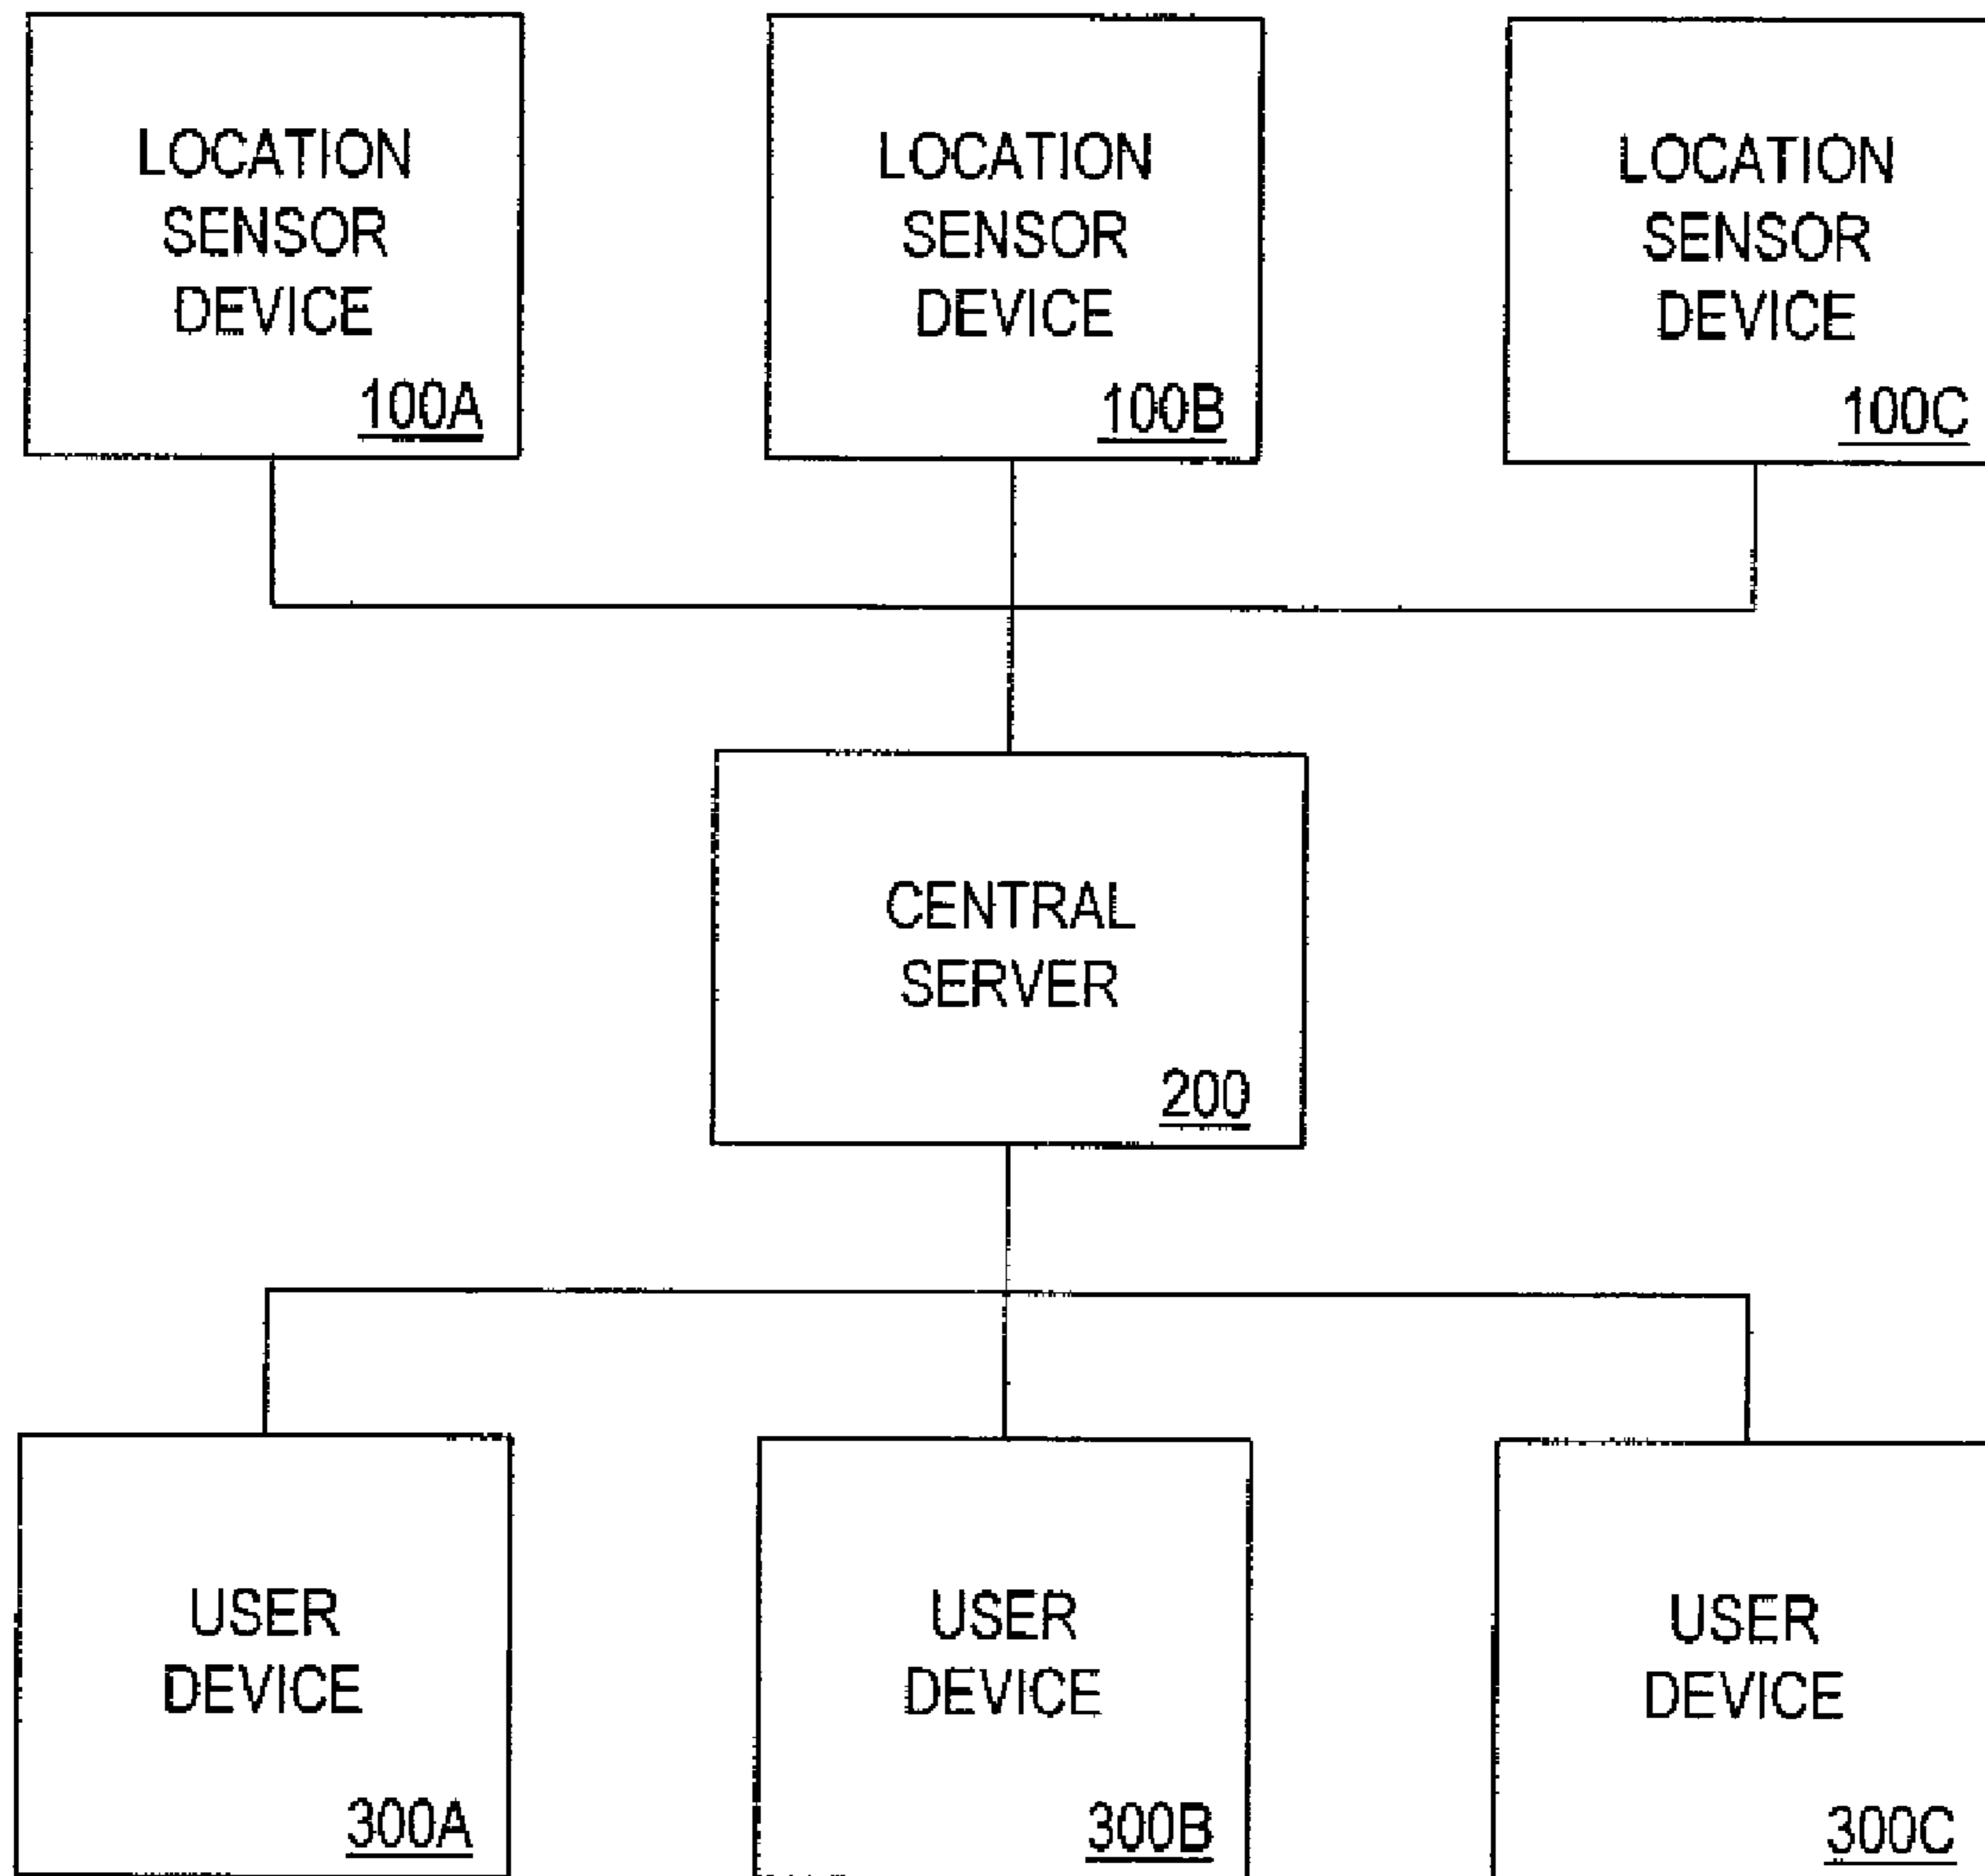 LOCATION
SENSOR
DEVICE
100A
LOCATION
SENSOR
DEVICE
100B
LOCATION
SENSOR
DEVICE
100C
CENTRAL
SERVER
200
USER
DEVICE
300A
USER
DEVICE
300B
USER
DEVICE
300C